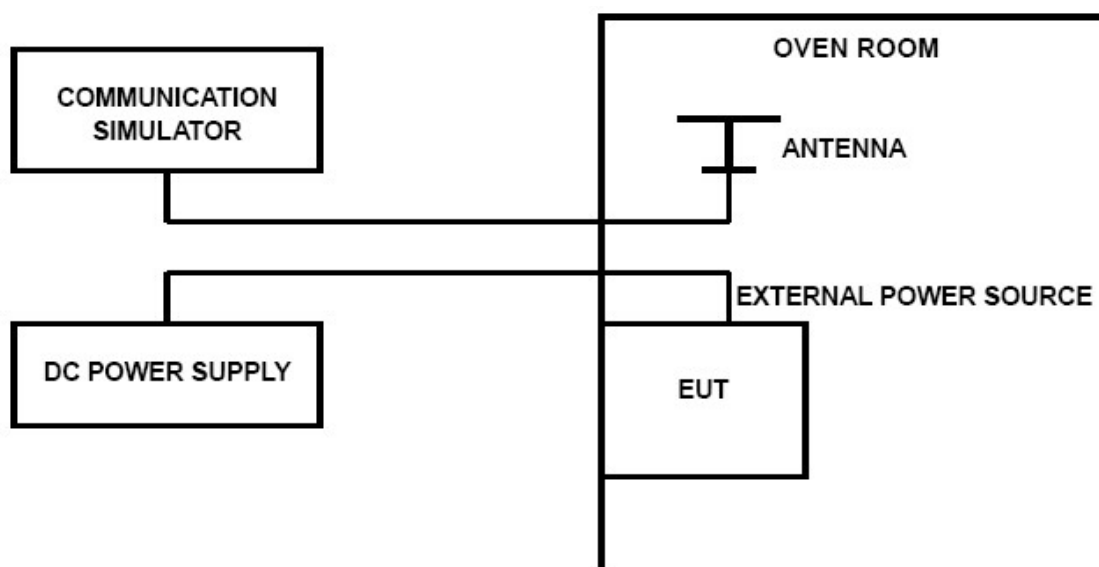 OVEN ROOM
COMMUNICATION
SIMULATOR
ANTENNA
EXTERNAL POWER SOURCE
DC POWER SUPPLY
EUT